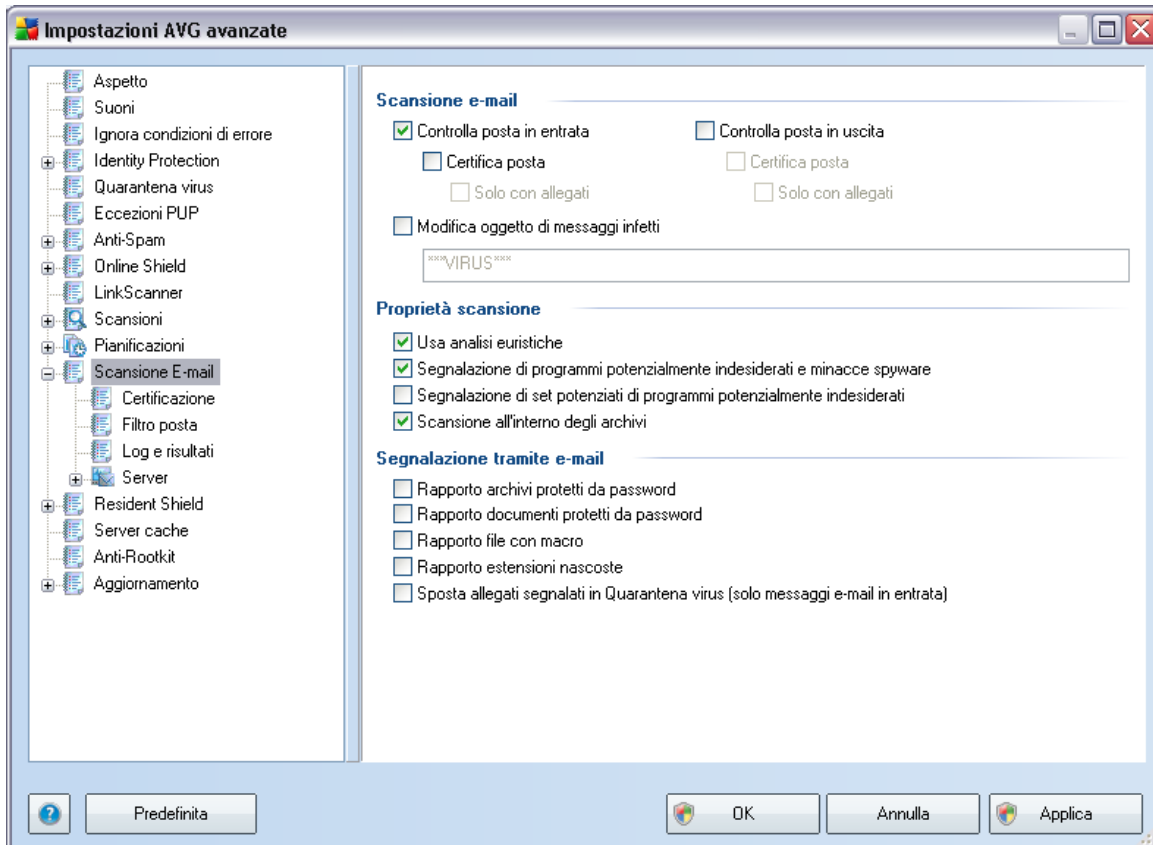 Impostazioni AVG avanzate
Aspetto
Suoni
Ignora condizioni di errore
Identity Protection
Quarantena virus
Eccezioni PUP
Anti-Spam
Online Shield
LinkScanner
Scansioni
Pianificazioni
Scansione E-mail
Certificazione
Filtro posta
Log e risultati
Server
Resident Shield
Server cache
Anti-Rootkit
Aggiornamento
Scansione e-mail
Controlla posta in entrata
Controlla posta in uscita
Certifica posta
Certifica posta
Solo con allegati
Solo con allegati
Modifica oggetto di messaggi infetti
***VIRUS***
Proprietà scansione
Usa analisi euristiche
Segnalazione di programmi potenzialmente indesiderati e minacce spyware
Segnalazione di set potenziati di programmi potenzialmente indesiderati
Scansione all'interno degli archivi
Segnalazione tramite e-mail
Rapporto archivi protetti da password
Rapporto documenti protetti da password
Rapporto file con macro
Rapporto estensioni nascoste
Sposta allegati segnalati in Quarantena virus (solo messaggi e-mail in entrata)
?
Predefinita
OK
Annulla
Applica